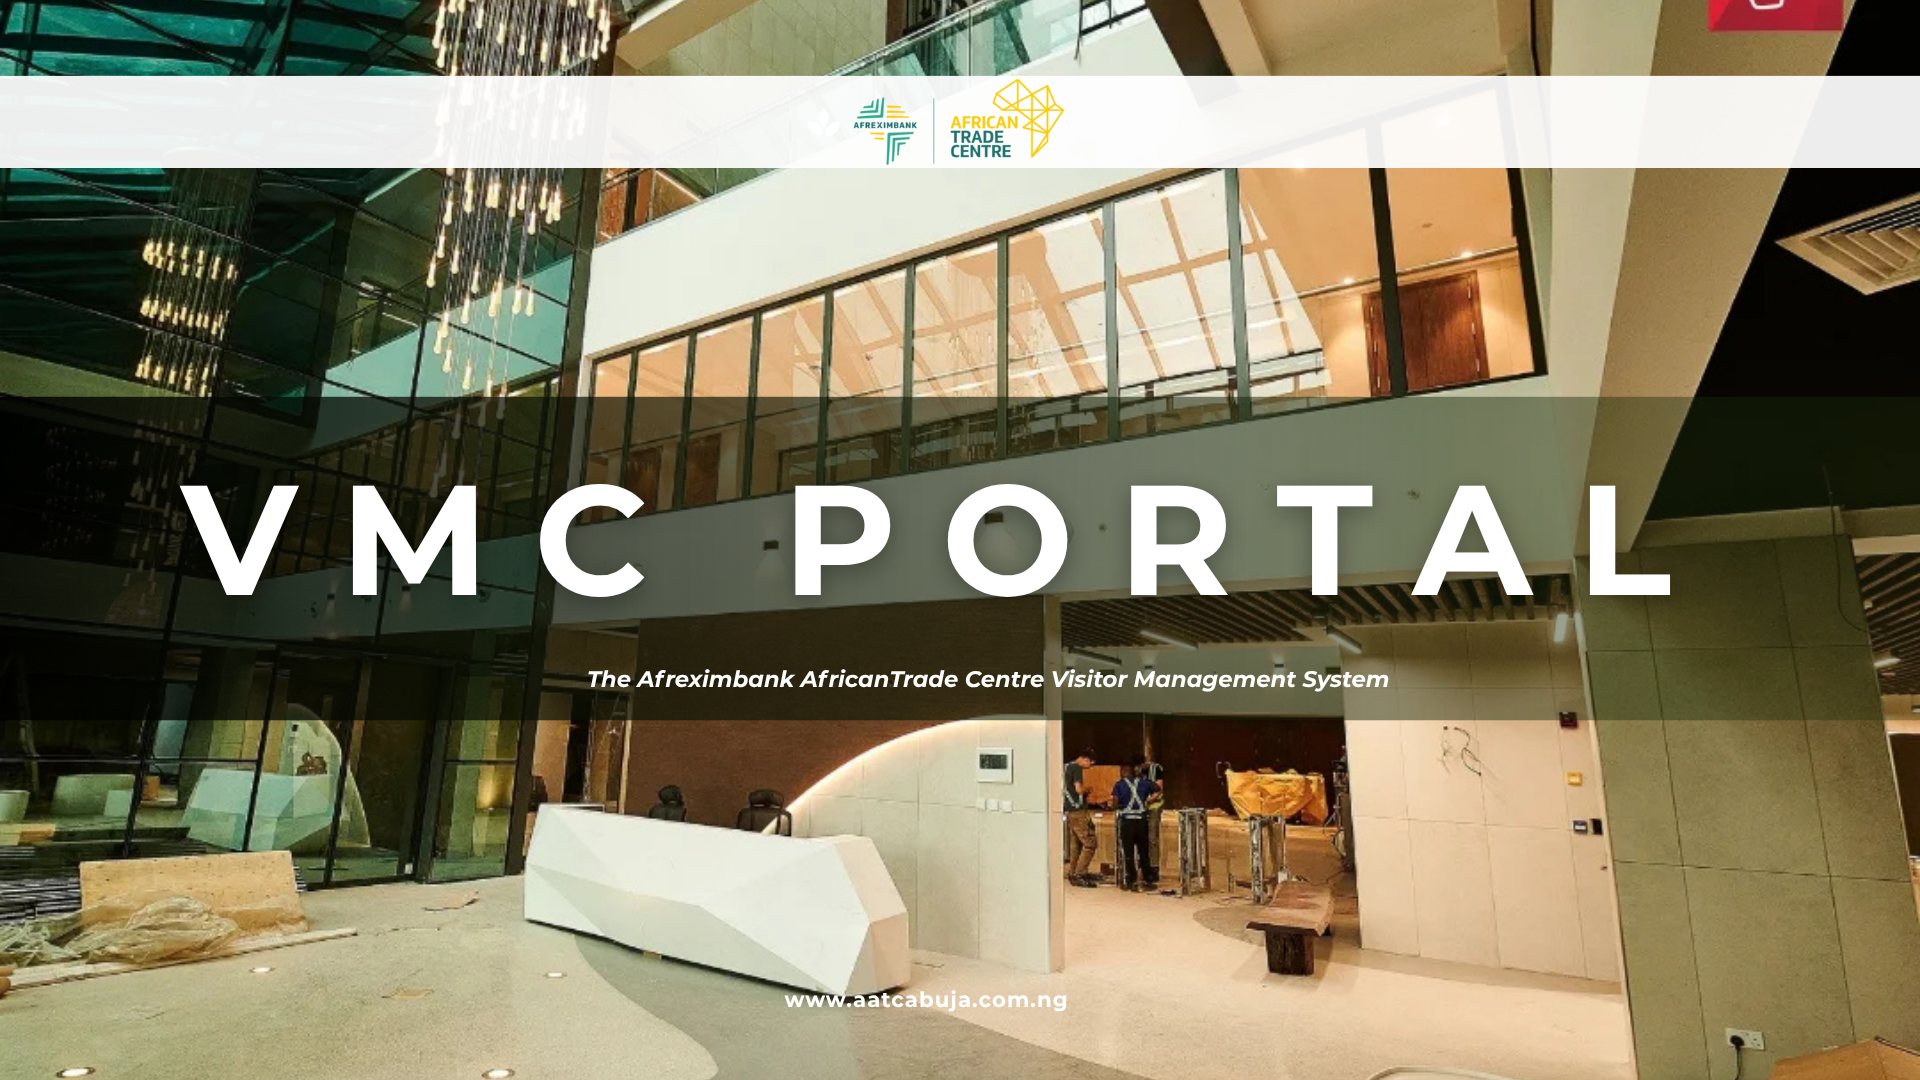 AFREXIMBANK
AFRICAN
TRADE
CENTRE
VMC PORTAL
The Afreximbank AfricanTrade Centre Visitor Management System
www.aatcabuja.com.ng